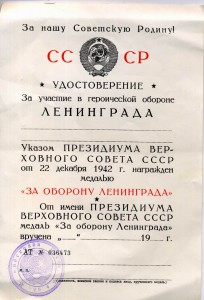 За нашу Советскую Родину!
СС СР
УДОСТОВЕРЕНИЕ
За участие в героической обороне
ЛЕНИНГРАДА
Указом ПРЕЗИДИУМА ВЕР-
ХОВНОГО СОВЕТА СССР
от 22 декабря 1942 г. награжден
медалью
«ЗА ОБОРОНУ ЛЕНИНГРАДА»
От имени ПРЕЗИДИУМА
ВЕРХОВНОГО СОВЕТА СССР
медаль «За оборону Ленинграда»
вручена „ “ 19 г.
АТ № 036473
М. П.